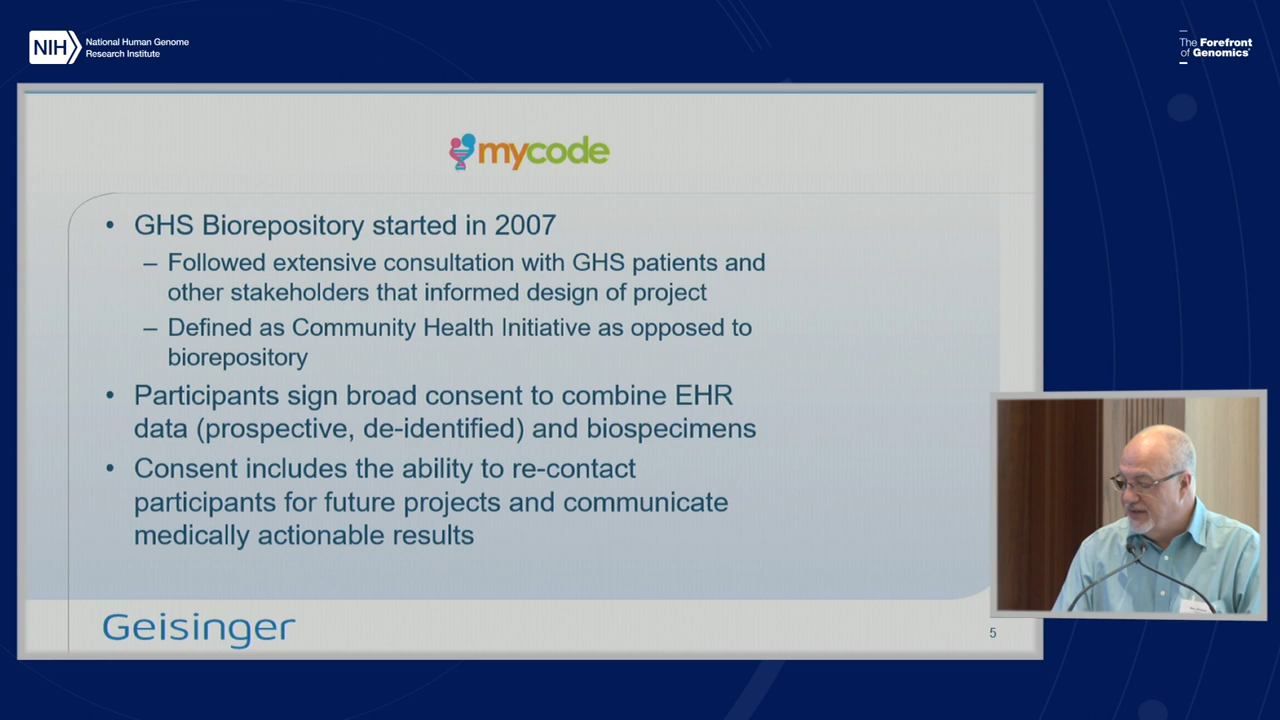 NIH
National Human Genome
Research Institute
The Forefront
of Genomics
mycode
• GHS Biorepository started in 2007
– Followed extensive consultation with GHS patients and
other stakeholders that informed design of project
– Defined as Community Health Initiative as opposed to
biorepository
• Participants sign broad consent to combine EHR
data (prospective, de-identified) and biospecimens
• Consent includes the ability to re-contact
participants for future projects and communicate
medically actionable results
Geisinger
5